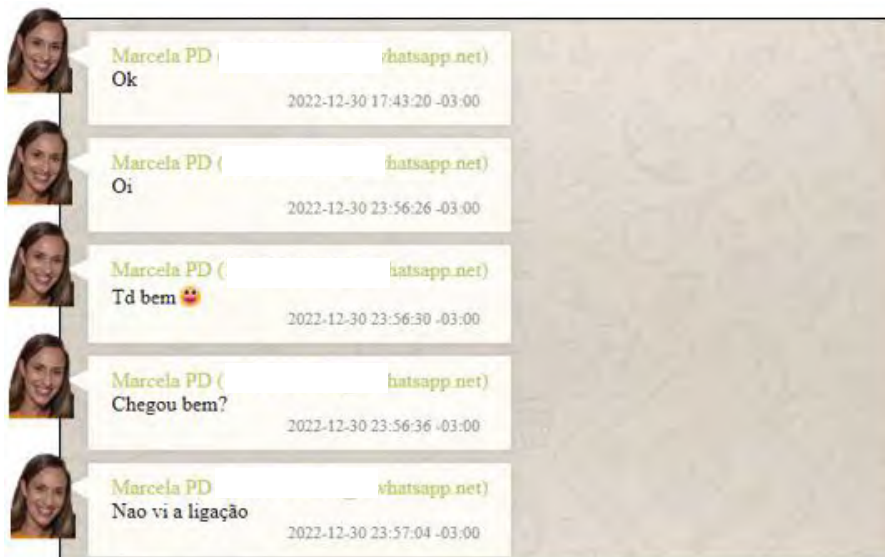 Marcela PD ( hatsapp.net)
Ok
2022-12-30 17:43:20 -03:00
Marcela PD ( hatsapp.net)
Oi
2022-12-30 23:56:26 -03:00
Marcela PD ( hatsapp.net)
Td bem 😃
2022-12-30 23:56:30 -03:00
Marcela PD ( hatsapp.net)
Chegou bem?
2022-12-30 23:56:36 -03:00
Marcela PD whatsapp.net)
Nao vi a ligação
2022-12-30 23:57:04 -03:00